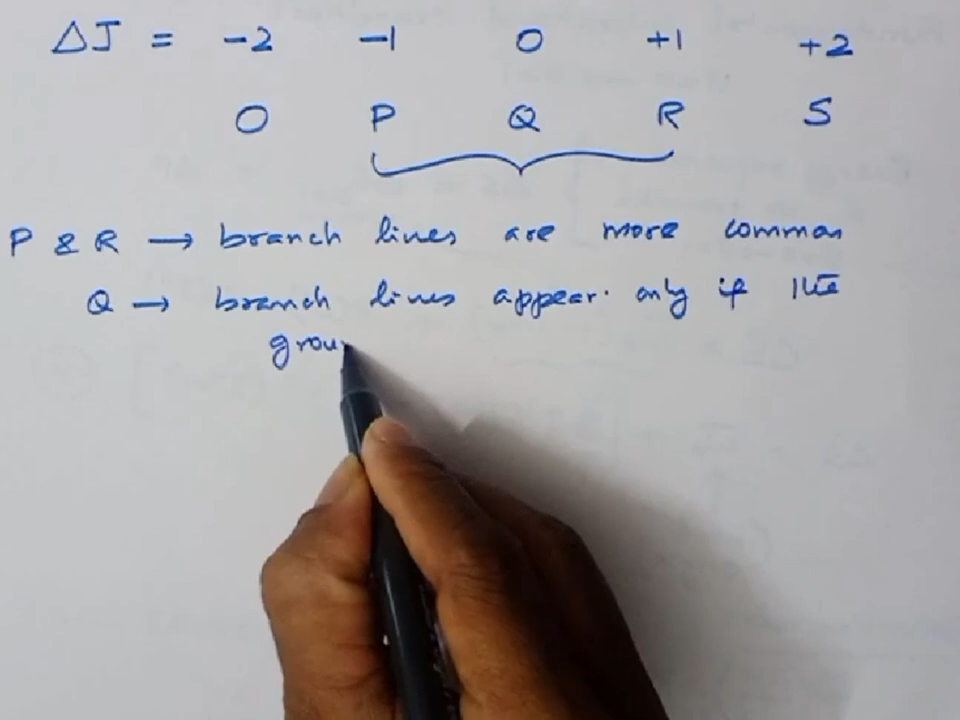 ΔJ = -2 -1 0 +1 +2
O P Q R S
P & R → branch lines are more common
Q → branch lines appear. only if the
grou